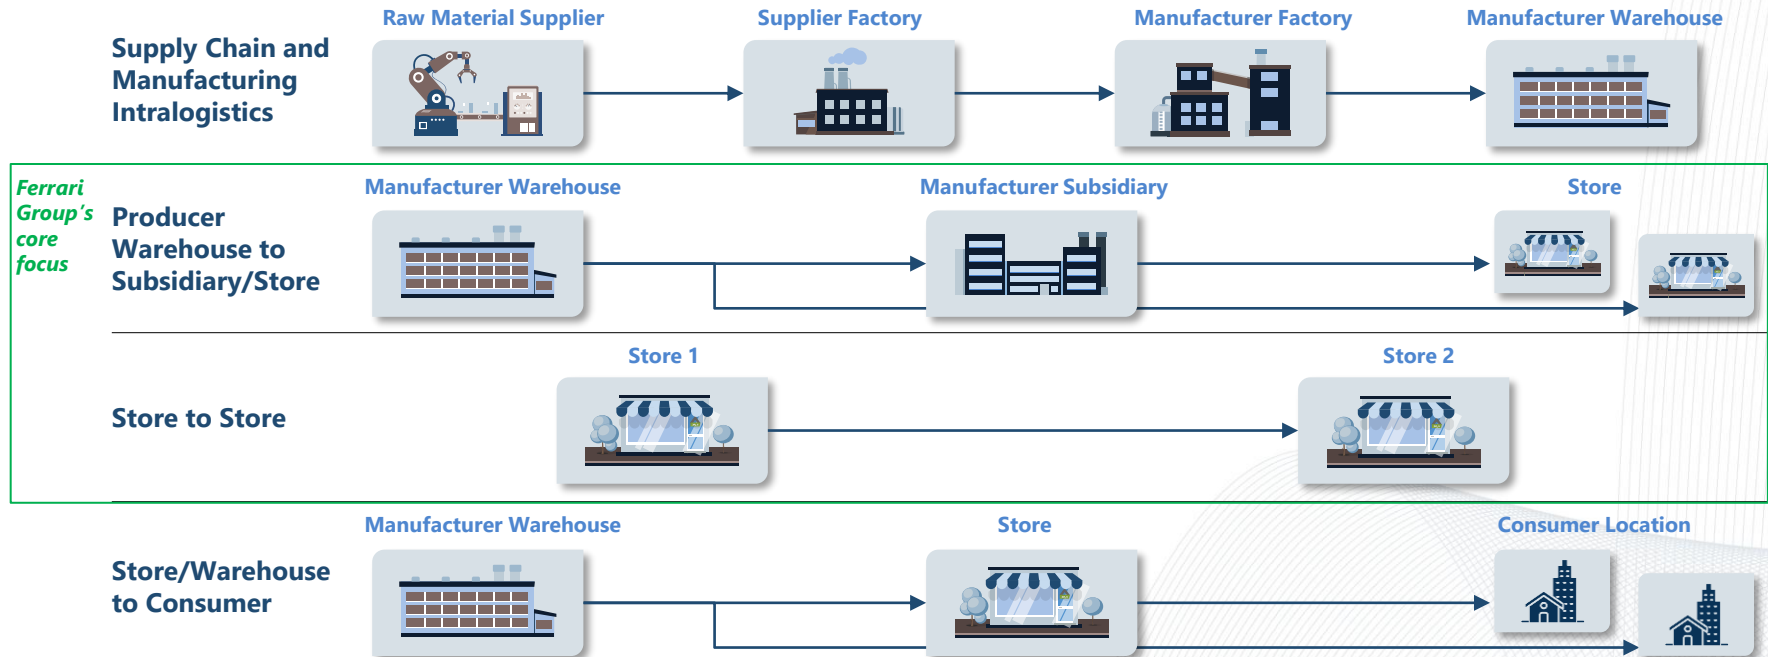 Raw Material Supplier
Supplier Factory
Manufacturer Factory
Manufacturer Warehouse
Supply Chain and
Manufacturing
Intralogistics
Ferrari
Group's
core
focus
Manufacturer Warehouse
Manufacturer Subsidiary
Store
Producer
Warehouse to
Subsidiary/Store
Store 1
Store 2
Store to Store
Manufacturer Warehouse
Store
Consumer Location
Store/Warehouse
to Consumer